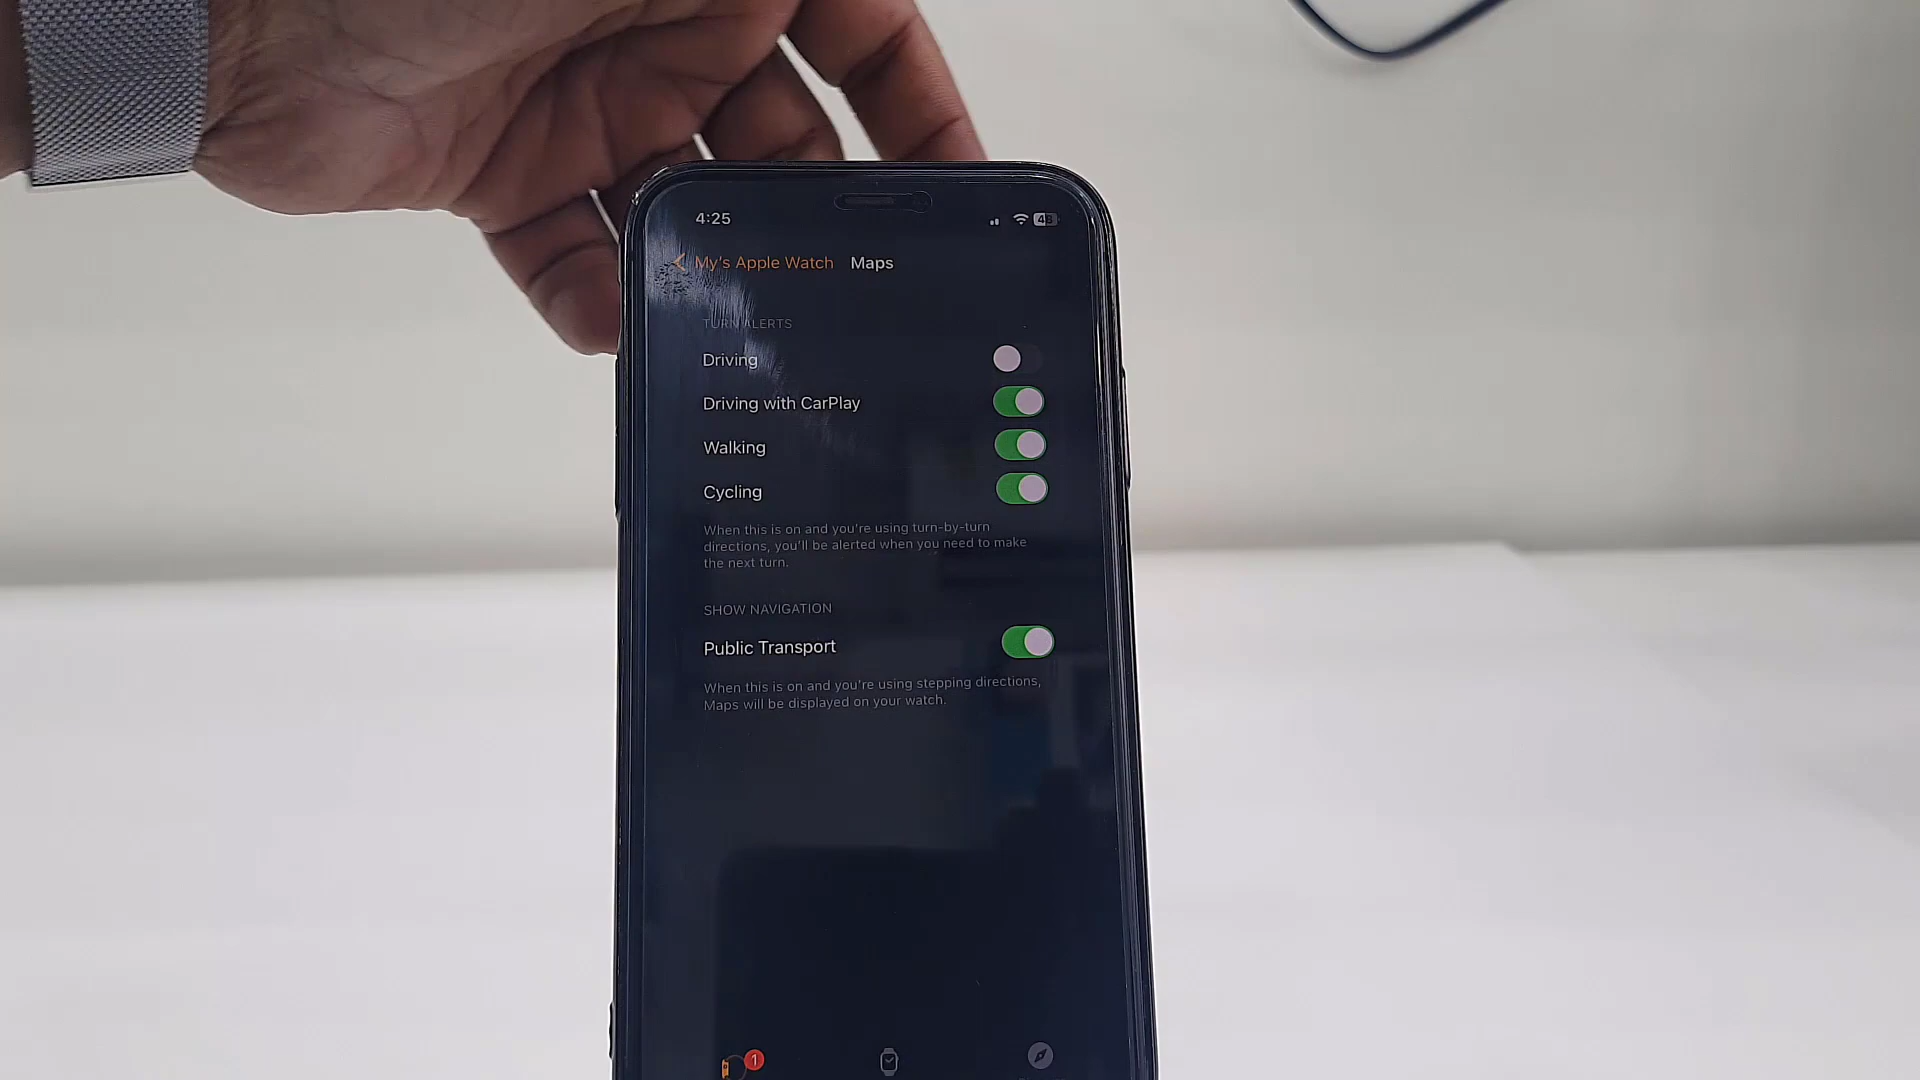 4:25
48
My's Apple Watch Maps
TURN ALERTS
Driving
Driving with CarPlay
Walking
Cycling
When this is on and you're using turn-by-turn
directions, you'll be alerted when you need to make
the next turn.
SHOW NAVIGATION
Public Transport
When this is on and you're using stepping directions,
Maps will be displayed on your watch.
1